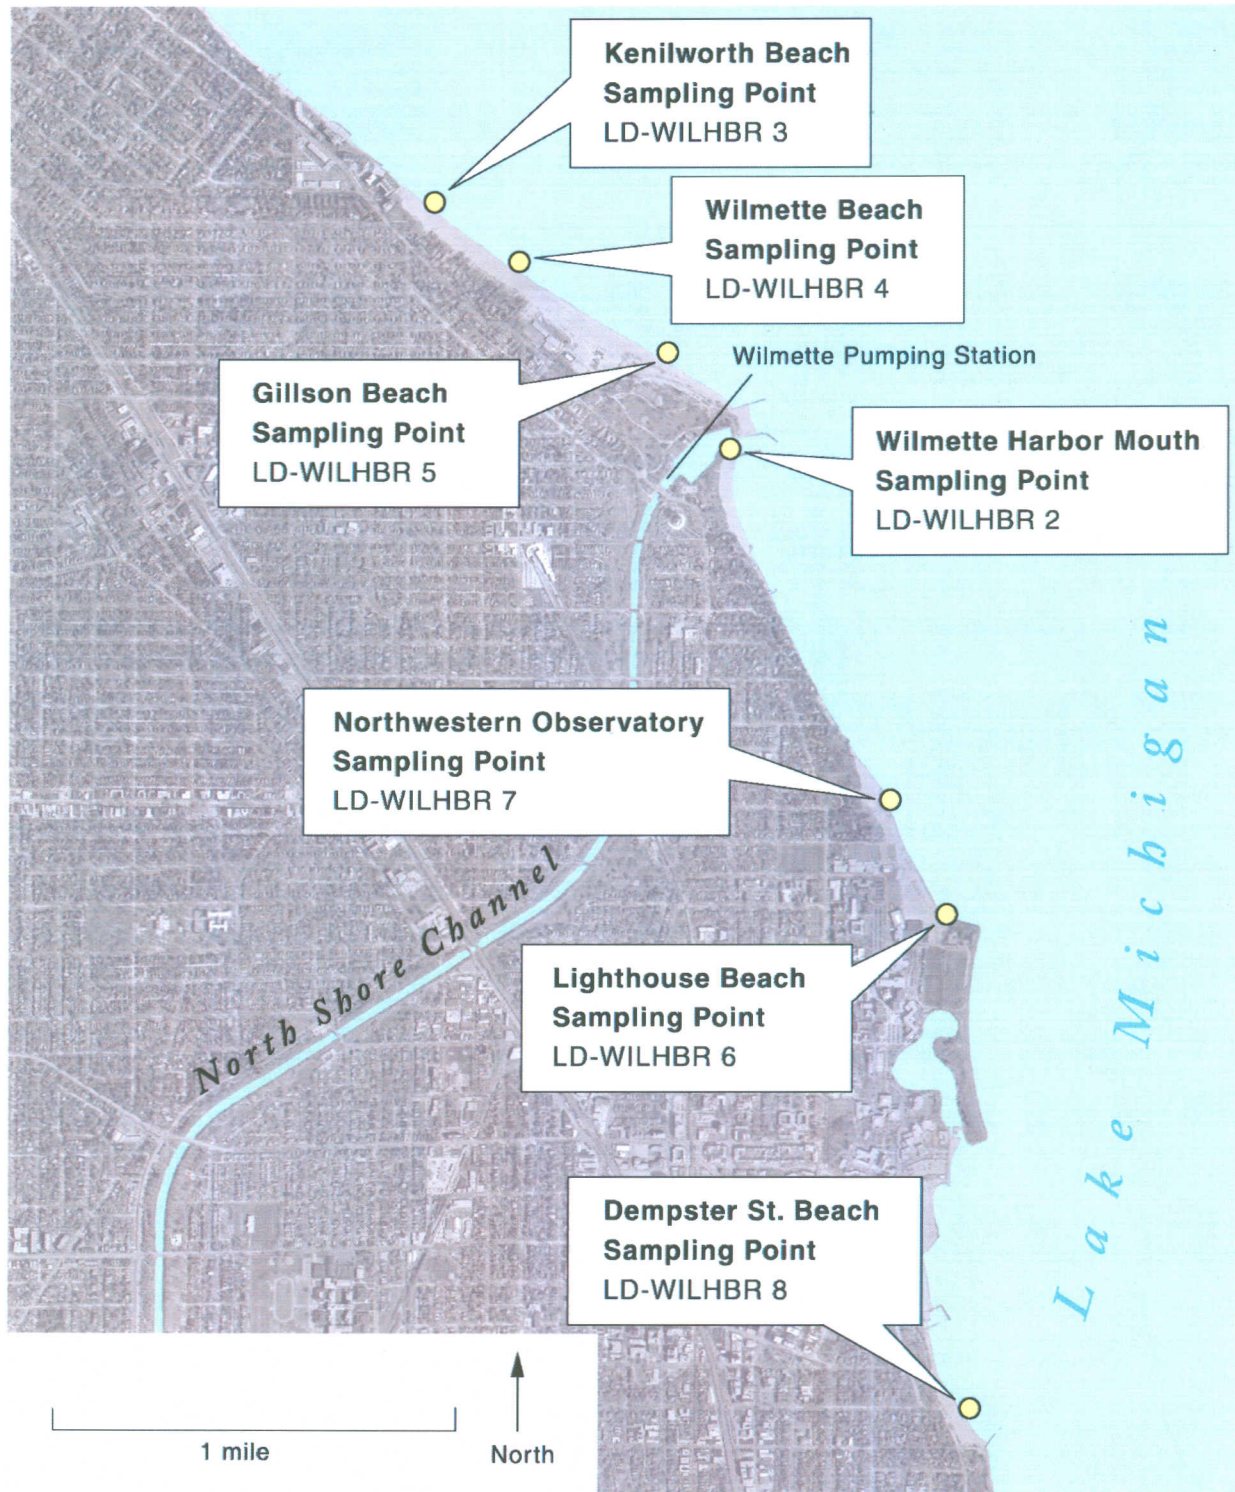 Kenilworth Beach
Sampling Point
LD-WILHBR 3
Wilmette Beach
Sampling Point
LD-WILHBR 4
Wilmette Pumping Station
Gillson Beach
Sampling Point
LD-WILHBR 5
Wilmette Harbor Mouth
Sampling Point
LD-WILHBR 2
Northwestern Observatory
Sampling Point
LD-WILHBR 7
North Shore Channel
Lake Michigan
Lighthouse Beach
Sampling Point
LD-WILHBR 6
Dempster St. Beach
Sampling Point
LD-WILHBR 8
1 mile
North